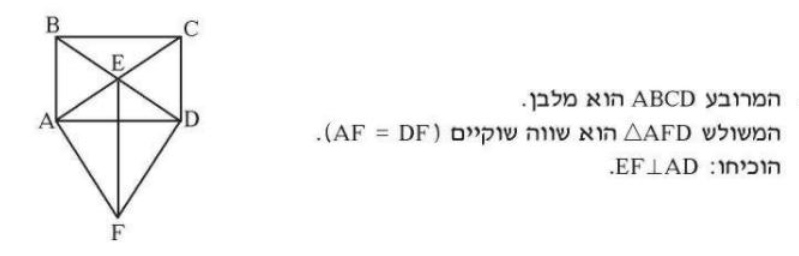 B
C
E
A
D
F
המרובע ABCD הוא מלבן.
המשולש △AFD הוא שווה שוקיים (AF = DF).
הוכיחו: EF⊥AD.